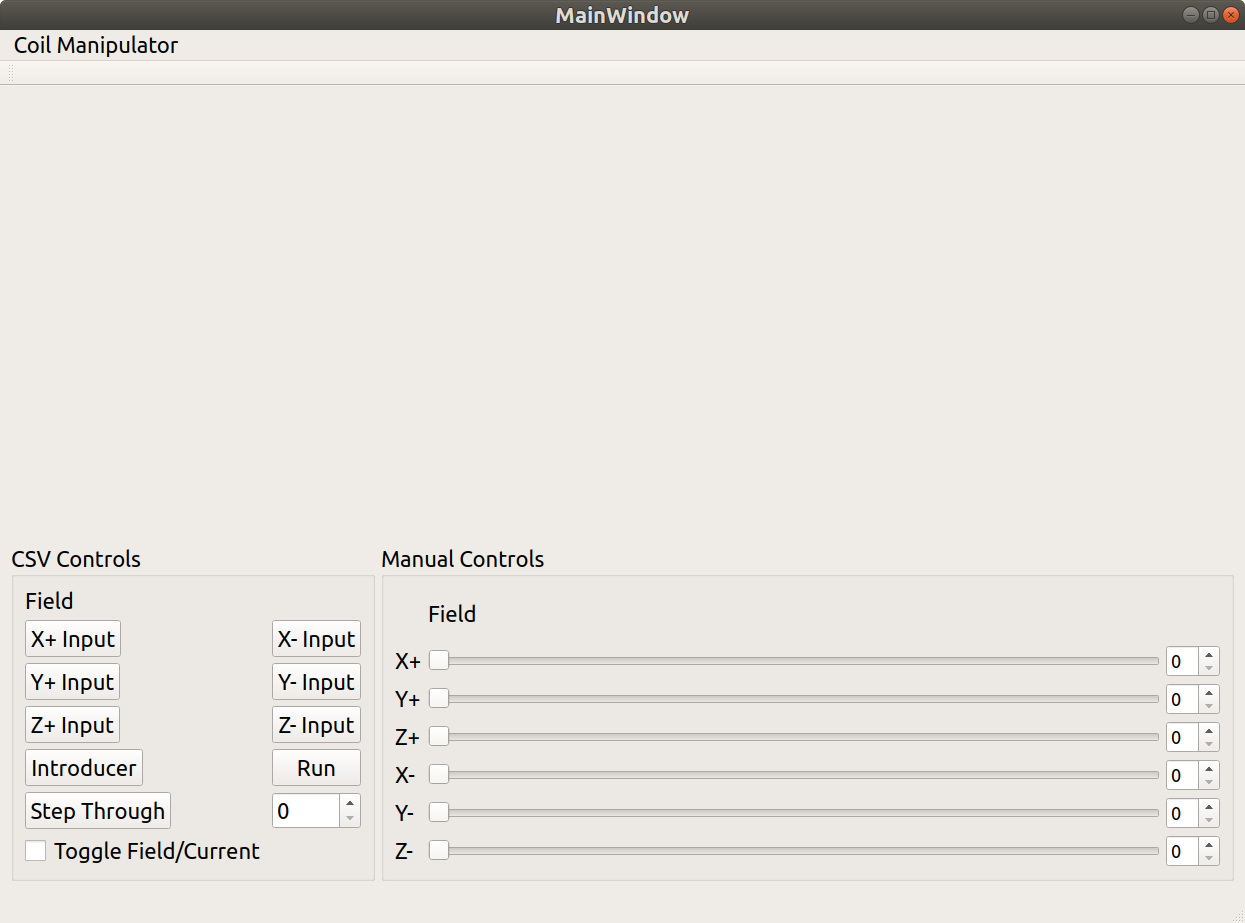 MainWindow
Coil Manipulator
CSV Controls
Field
X+ Input X- Input
Y+ Input Y- Input
Z+ Input Z- Input
Introducer Run
Step Through 0
Toggle Field/Current
Manual Controls
Field
X+ 0
Y+ 0
Z+ 0
X- 0
Y- 0
Z- 0